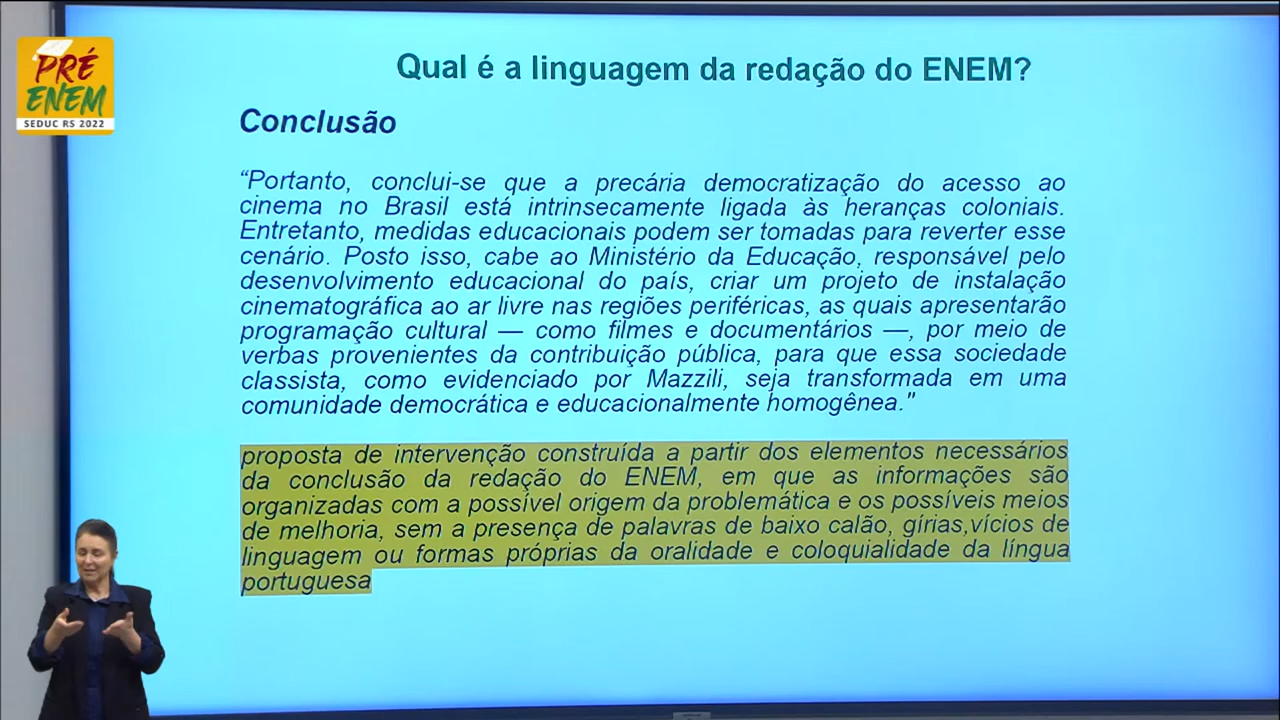 PRÉ
ENEM
SEDUC RS 2022
Qual é a linguagem da redação do ENEM?
Conclusão
“Portanto, conclui-se que a precária democratização do acesso ao
cinema no Brasil está intrinsecamente ligada às heranças coloniais.
Entretanto, medidas educacionais podem ser tomadas para reverter esse
cenário. Posto isso, cabe ao Ministério da Educação, responsável pelo
desenvolvimento educacional do país, criar um projeto de instalação
cinematográfica ao ar livre nas regiões periféricas, as quais apresentarão
programação cultural — como filmes e documentários —, por meio de
verbas provenientes da contribuição pública, para que essa sociedade
classista, como evidenciado por Mazzili, seja transformada em uma
comunidade democrática e educacionalmente homogênea."
proposta de intervenção construída a partir dos elementos necessários
da conclusão da redação do ENEM, em que as informações são
organizadas com a possível origem da problemática e os possíveis meios
de melhoria, sem a presença de palavras de baixo calão, gírias,vícios de
linguagem ou formas próprias da oralidade e coloquialidade da língua
portuguesa